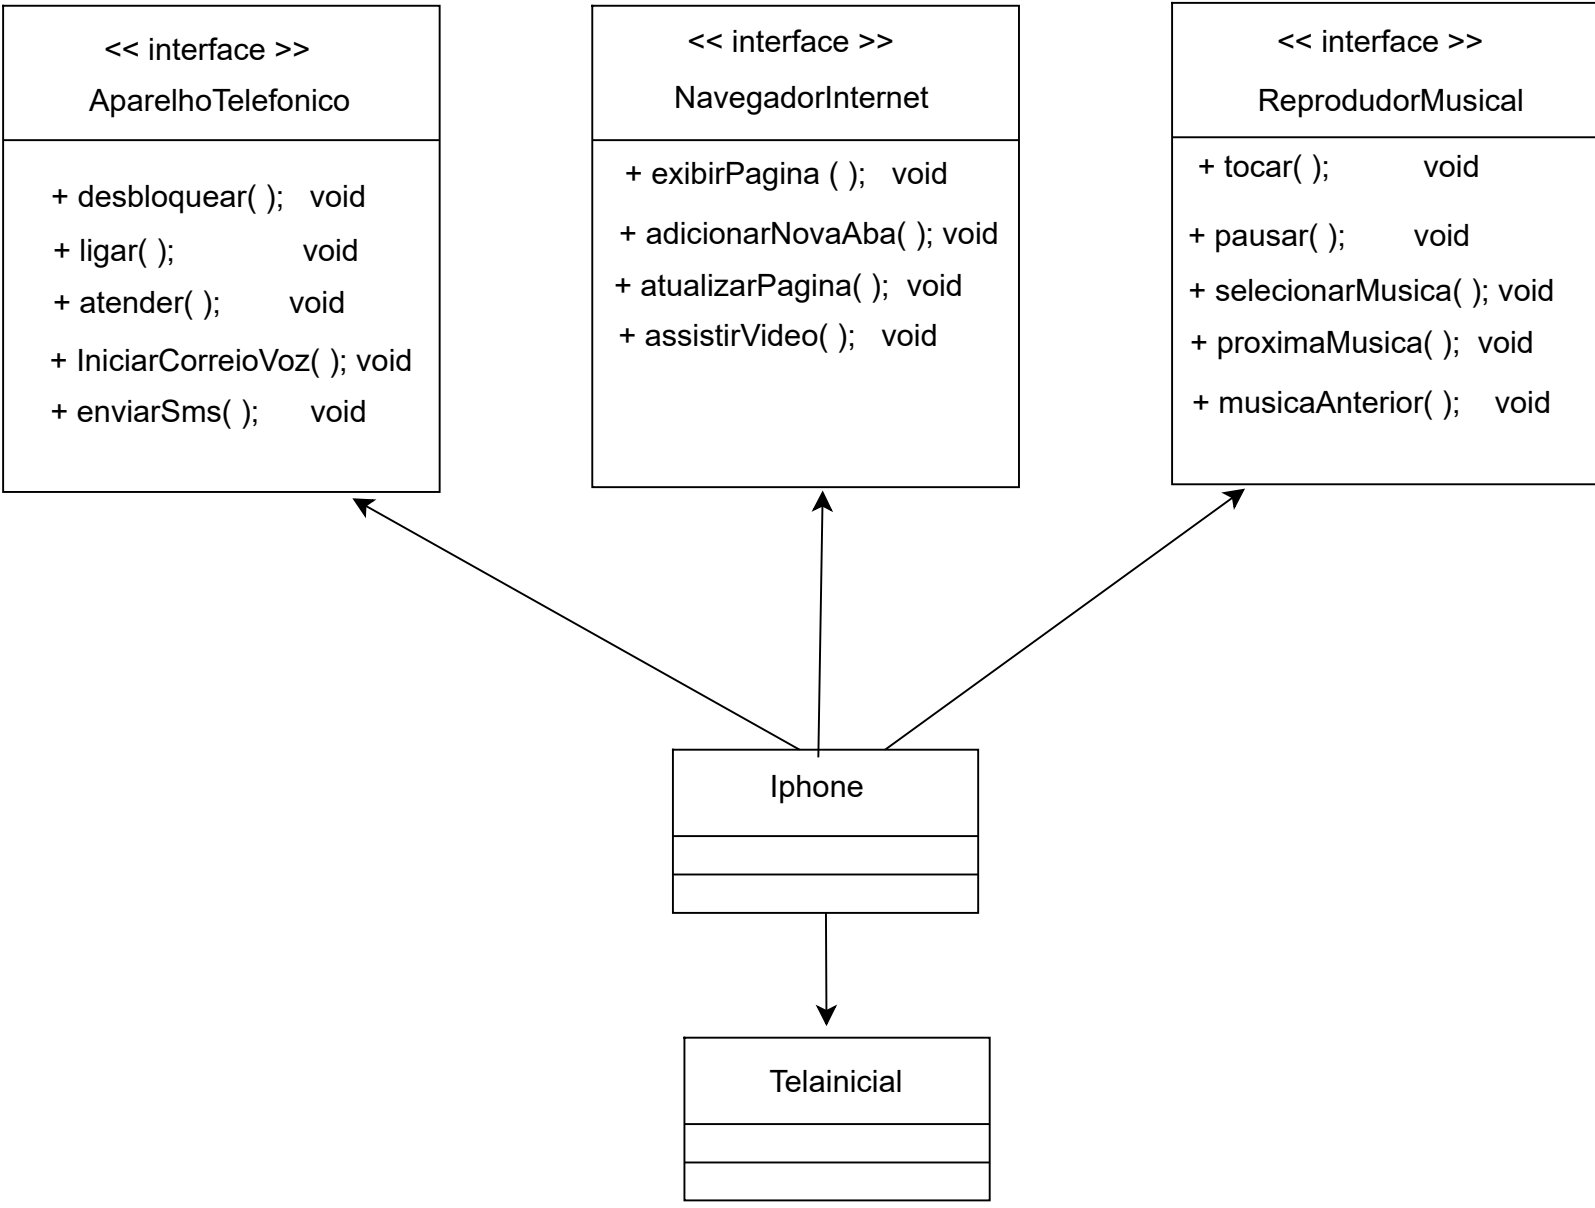 << interface >>
AparelhoTelefonico
+ desbloquear( ); void
+ ligar( ); void
+ atender( ); void
+ IniciarCorreioVoz( ); void
+ enviarSms( ); void
<< interface >>
NavegadorInternet
+ exibirPagina ( ); void
+ adicionarNovaAba( ); void
+ atualizarPagina( ); void
+ assistirVideo( ); void
<< interface >>
ReprodudorMusical
+ tocar( ); void
+ pausar( ); void
+ selecionarMusica( ); void
+ proximaMusica( ); void
+ musicaAnterior( ); void
Iphone
Telainicial